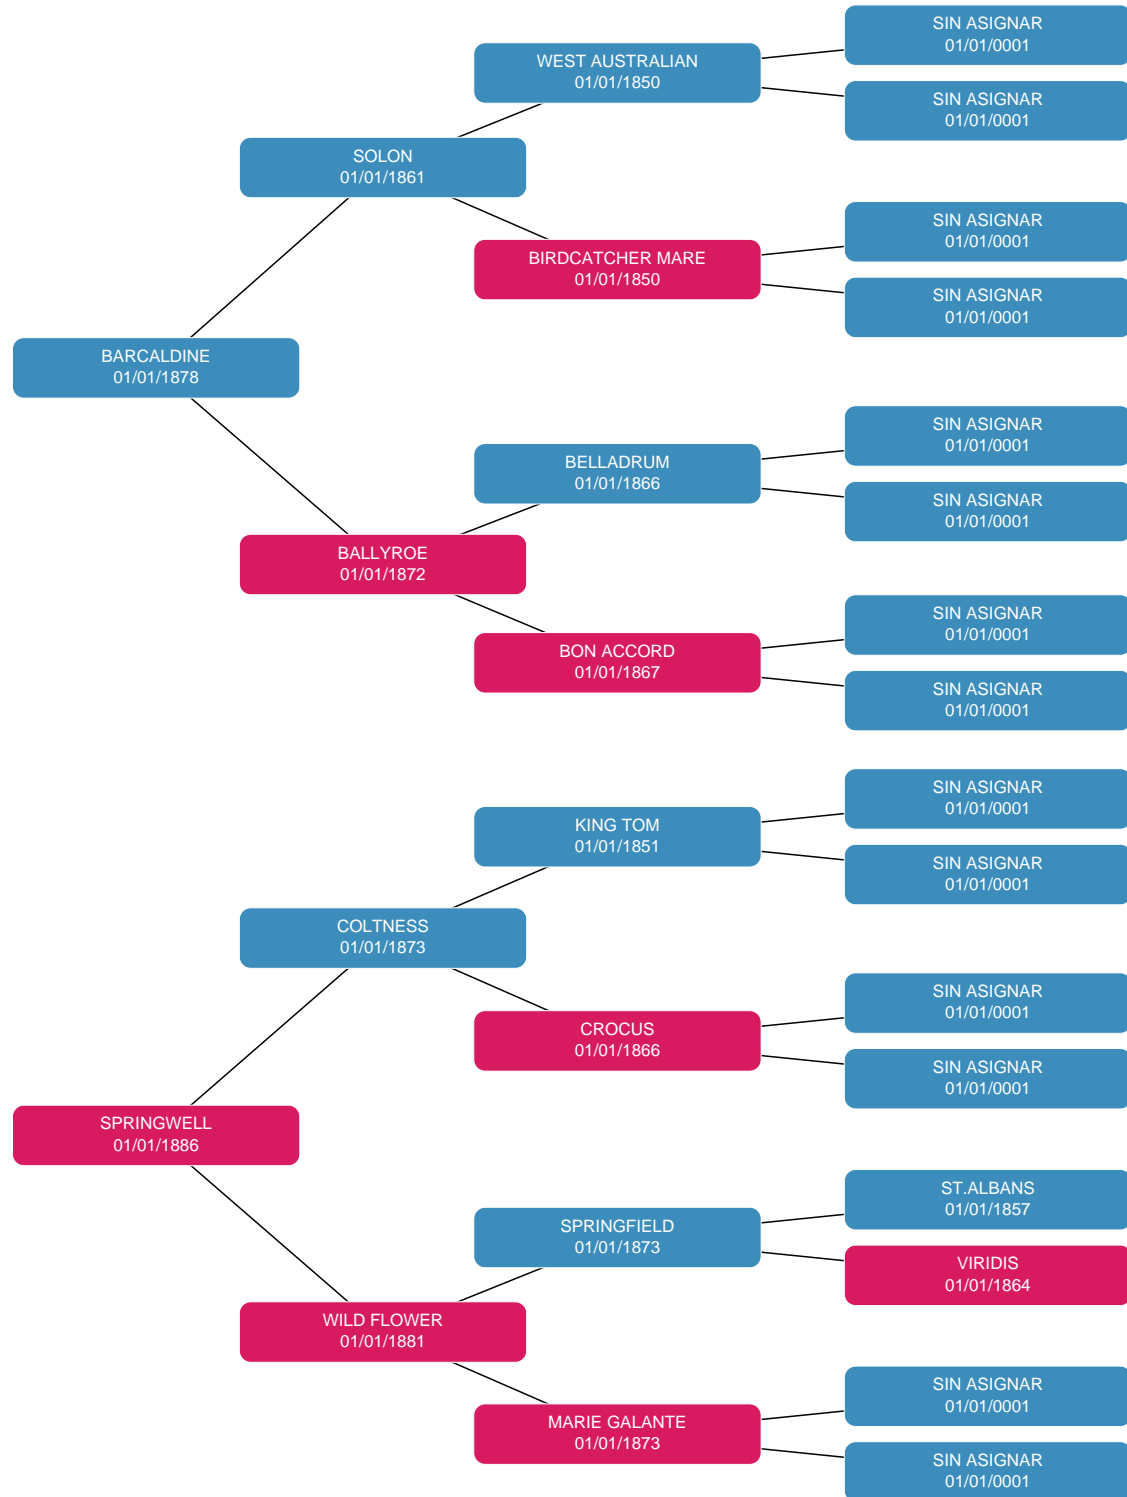 SIN ASIGNAR
01/01/0001
WEST AUSTRALIAN
01/01/1850
SIN ASIGNAR
01/01/0001
SOLON
01/01/1861
SIN ASIGNAR
01/01/0001
BIRDCATCHER MARE
01/01/1850
SIN ASIGNAR
01/01/0001
BARCALDINE
01/01/1878
SIN ASIGNAR
01/01/0001
BELLADRUM
01/01/1866
SIN ASIGNAR
01/01/0001
BALLYROE
01/01/1872
SIN ASIGNAR
01/01/0001
BON ACCORD
01/01/1867
SIN ASIGNAR
01/01/0001
SIN ASIGNAR
01/01/0001
KING TOM
01/01/1851
SIN ASIGNAR
01/01/0001
COLTNESS
01/01/1873
SIN ASIGNAR
01/01/0001
CROCUS
01/01/1866
SIN ASIGNAR
01/01/0001
SPRINGWELL
01/01/1886
ST.ALBANS
01/01/1857
SPRINGFIELD
01/01/1873
VIRIDIS
01/01/1864
WILD FLOWER
01/01/1881
SIN ASIGNAR
01/01/0001
MARIE GALANTE
01/01/1873
SIN ASIGNAR
01/01/0001